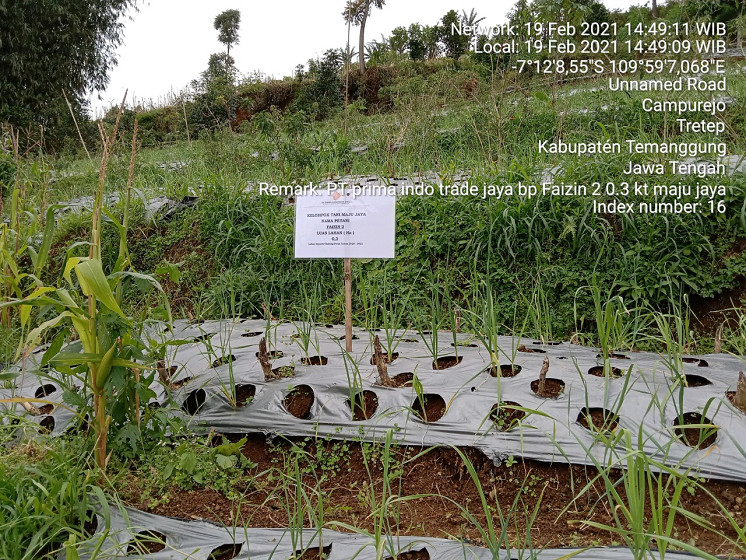 Network: 19 Feb 2021 14:49:11 WIB
Local: 19 Feb 2021 14:49:09 WIB
-7°12'8,55"S 109°59'7,068"E
Unnamed Road
Campurejo
Tretep
Kabupaten Temanggung
Jawa Tengah
Remark: PT prima indo trade jaya bp Faizin 2 0.3 kt maju jaya
Index number: 16
KELOMPOK TANI MAJU JAYA
NAMA PETANI
FAIZIN 2
LUAS LAHAN ( Ha )
0,3